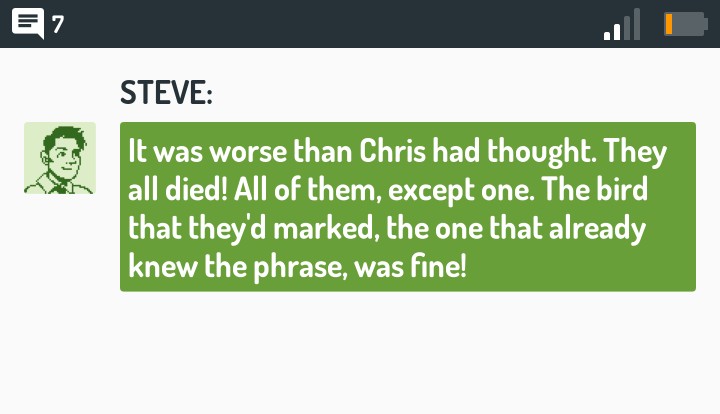 7
STEVE:
It was worse than Chris had thought. They
all died! All of them, except one. The bird
that they'd marked, the one that already
knew the phrase, was fine!